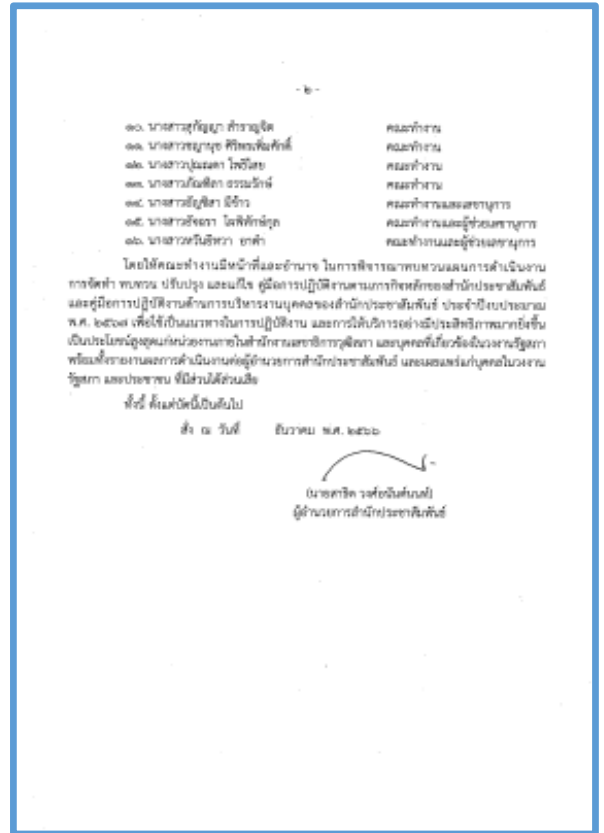 - ๒ -
๑๐. นางสาวสุกัญญา สำราญจิต คณะทำงาน
๑๑. นางสาวชญานุช ศิริพรเพิ่มศักดิ์ คณะทำงาน
๑๒. นางสาวปุณณดา โพธิไสย คณะทำงาน
๑๓. นางสาวภัณฑิลา ธรรมรักษ์ คณะทำงาน
๑๔. นางสาวธัญชิสา มีข้าว คณะทำงานและเลขานุการ
๑๕. นางสาวอัจฉรา โฆพิทักษ์กุล คณะทำงานและผู้ช่วยเลขานุการ
๑๖. นางสาวหวันธิหวา อาดำ คณะทำงานและผู้ช่วยเลขานุการ
โดยให้คณะทำงานมีหน้าที่และอำนาจ ในการพิจารณาทบทวนแผนการดำเนินงาน
การจัดทำ ทบทวน ปรับปรุง และแก้ไข คู่มือการปฏิบัติงานตามภารกิจหลักของสำนักประชาสัมพันธ์
และคู่มือการปฏิบัติงานด้านการบริหารงานบุคคลของสำนักประชาสัมพันธ์ ประจำปีงบประมาณ
พ.ศ. ๒๕๖๗ เพื่อใช้เป็นแนวทางในการปฏิบัติงาน และการให้บริการอย่างมีประสิทธิภาพมากยิ่งขึ้น
เป็นประโยชน์สูงสุดแก่หน่วยงานภายในสำนักงานเลขาธิการวุฒิสภา และบุคคลที่เกี่ยวข้องในวงงานรัฐสภา
พร้อมทั้งรายงานผลการดำเนินงานต่อผู้อำนวยการสำนักประชาสัมพันธ์ และเผยแพร่แก่บุคคลในวงงาน
รัฐสภา และประชาชน ที่มีส่วนได้ส่วนเสีย
ทั้งนี้ ตั้งแต่บัดนี้เป็นต้นไป
สั่ง ณ วันที่ ธันวาคม พ.ศ. ๒๕๖๖
(นายสาธิต วงศ์อนันต์นนท์)
ผู้อำนวยการสำนักประชาสัมพันธ์